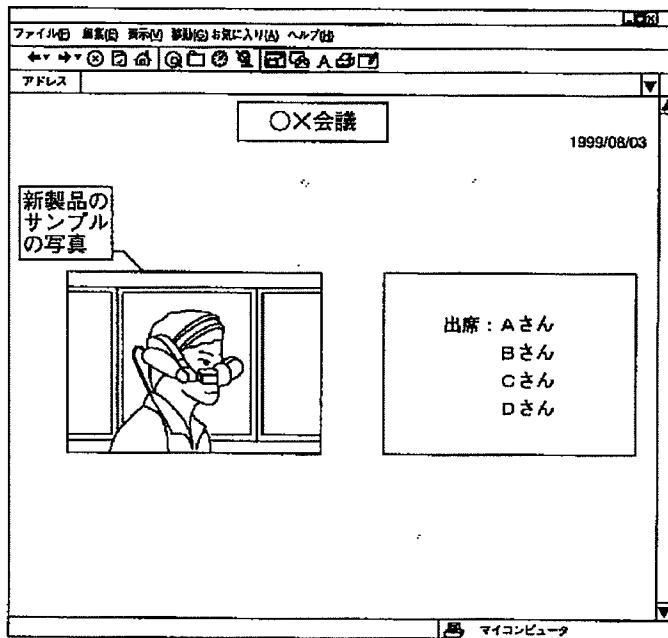 ファイル(F) 編集(E) 表示(V) 移動(G) お気に入り(A) ヘルプ(H)
アドレス
○×会議
1999/08/03
新製品の
サンプル
の写真
出席：Aさん
Bさん
Cさん
Dさん
マイコンピュータ